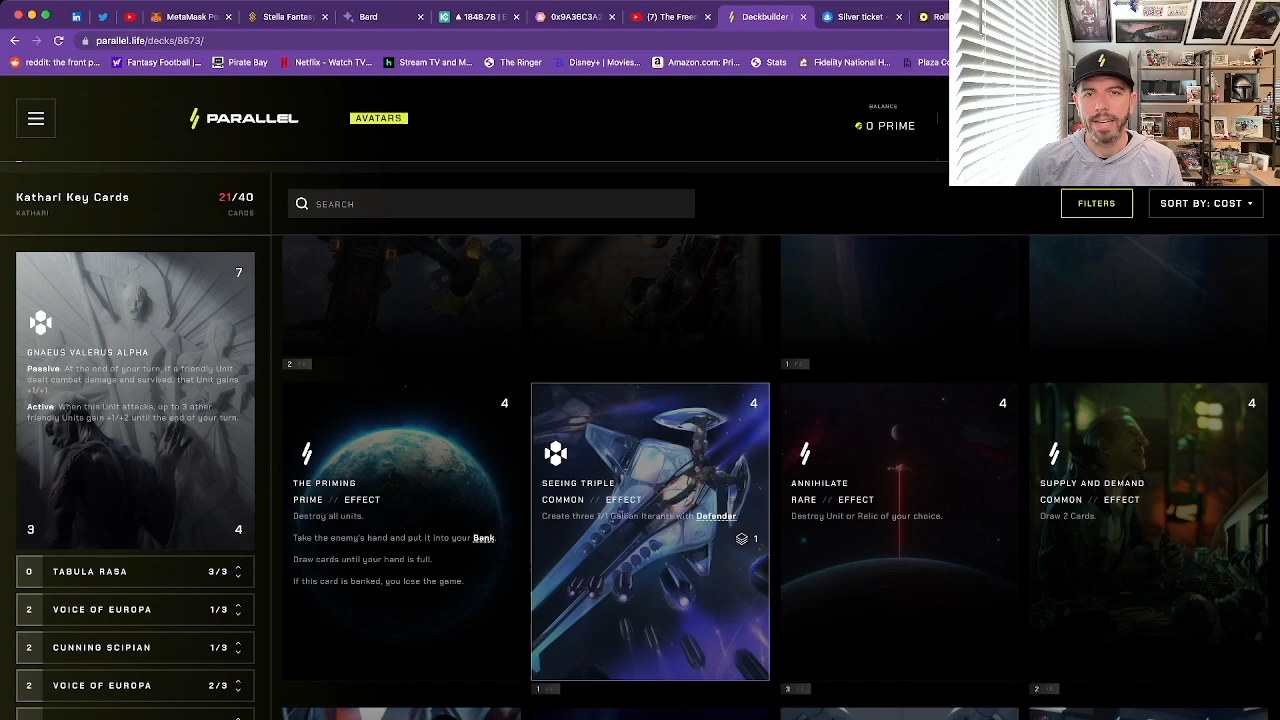 MetaMask Po
Stella Fantasy
Bard
(7) The Freer
Deckbuilder |
Silver ticket
Roll
parallel.life/decks/8673/
reddit: the front p...
Fantasy Football |...
Pirate Bay
Netflix - Watch TV...
Stream TV and M...
The Ringer
Disney+ | Movies...
Amazon.com: Pr...
Stats
Fidelity National H...
Plaza Co
PARALLEL
AVATARS
BALANCE
0 PRIME
Kathari Key Cards
21/40
KATHARI
CARDS
SEARCH
FILTERS
SORT BY: COST
7
GNAEUS VALERUS ALPHA
Passive: At the end of your turn, if a friendly Unit
dealt combat damage and survived, that Unit gains
+1/+1.
Active: When this Unit attacks, up to 3 other
friendly Units gain +1/+2 until the end of your turn.
3
4
0 TABULA RASA 3/3
2 VOICE OF EUROPA 1/3
2 CUNNING SCIPIAN 1/3
2 VOICE OF EUROPA 2/3
2
1
4
THE PRIMING
PRIME // EFFECT
Destroy all units.
Take the enemy's hand and put it into your Bank.
Draw cards until your hand is full.
If this card is banked, you lose the game.
4
SEEING TRIPLE
COMMON // EFFECT
Create three 1/1 Galilean Iterants with Defender.
1
1
4
ANNIHILATE
RARE // EFFECT
Destroy Unit or Relic of your choice.
3
4
SUPPLY AND DEMAND
COMMON // EFFECT
Draw 2 Cards.
2